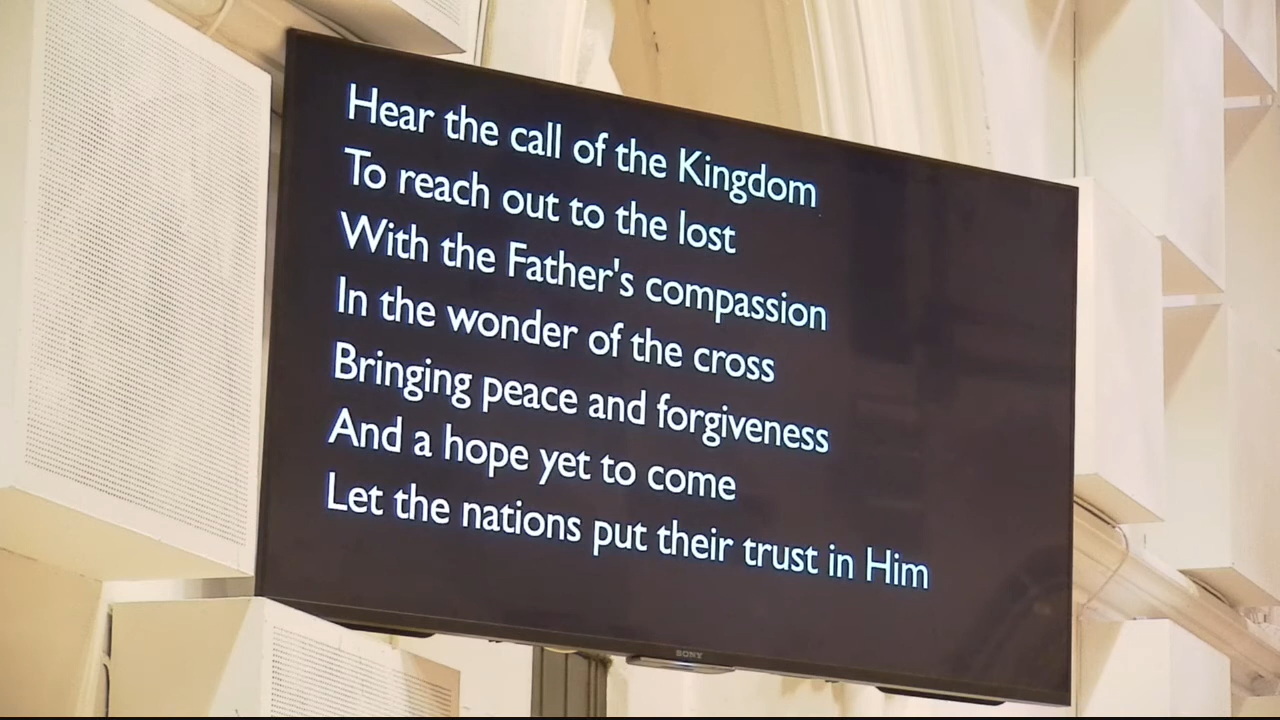 Hear the call of the Kingdom
To reach out to the lost
With the Father's compassion
In the wonder of the cross
Bringing peace and forgiveness
And a hope yet to come
Let the nations put their trust in Him
SONY